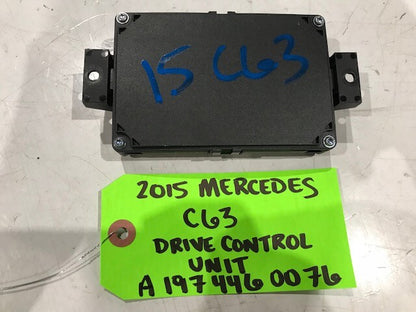 15 C63
2015 MERCEDES
C63
DRIVE CONTROL
UNIT
A 197 446 00 76